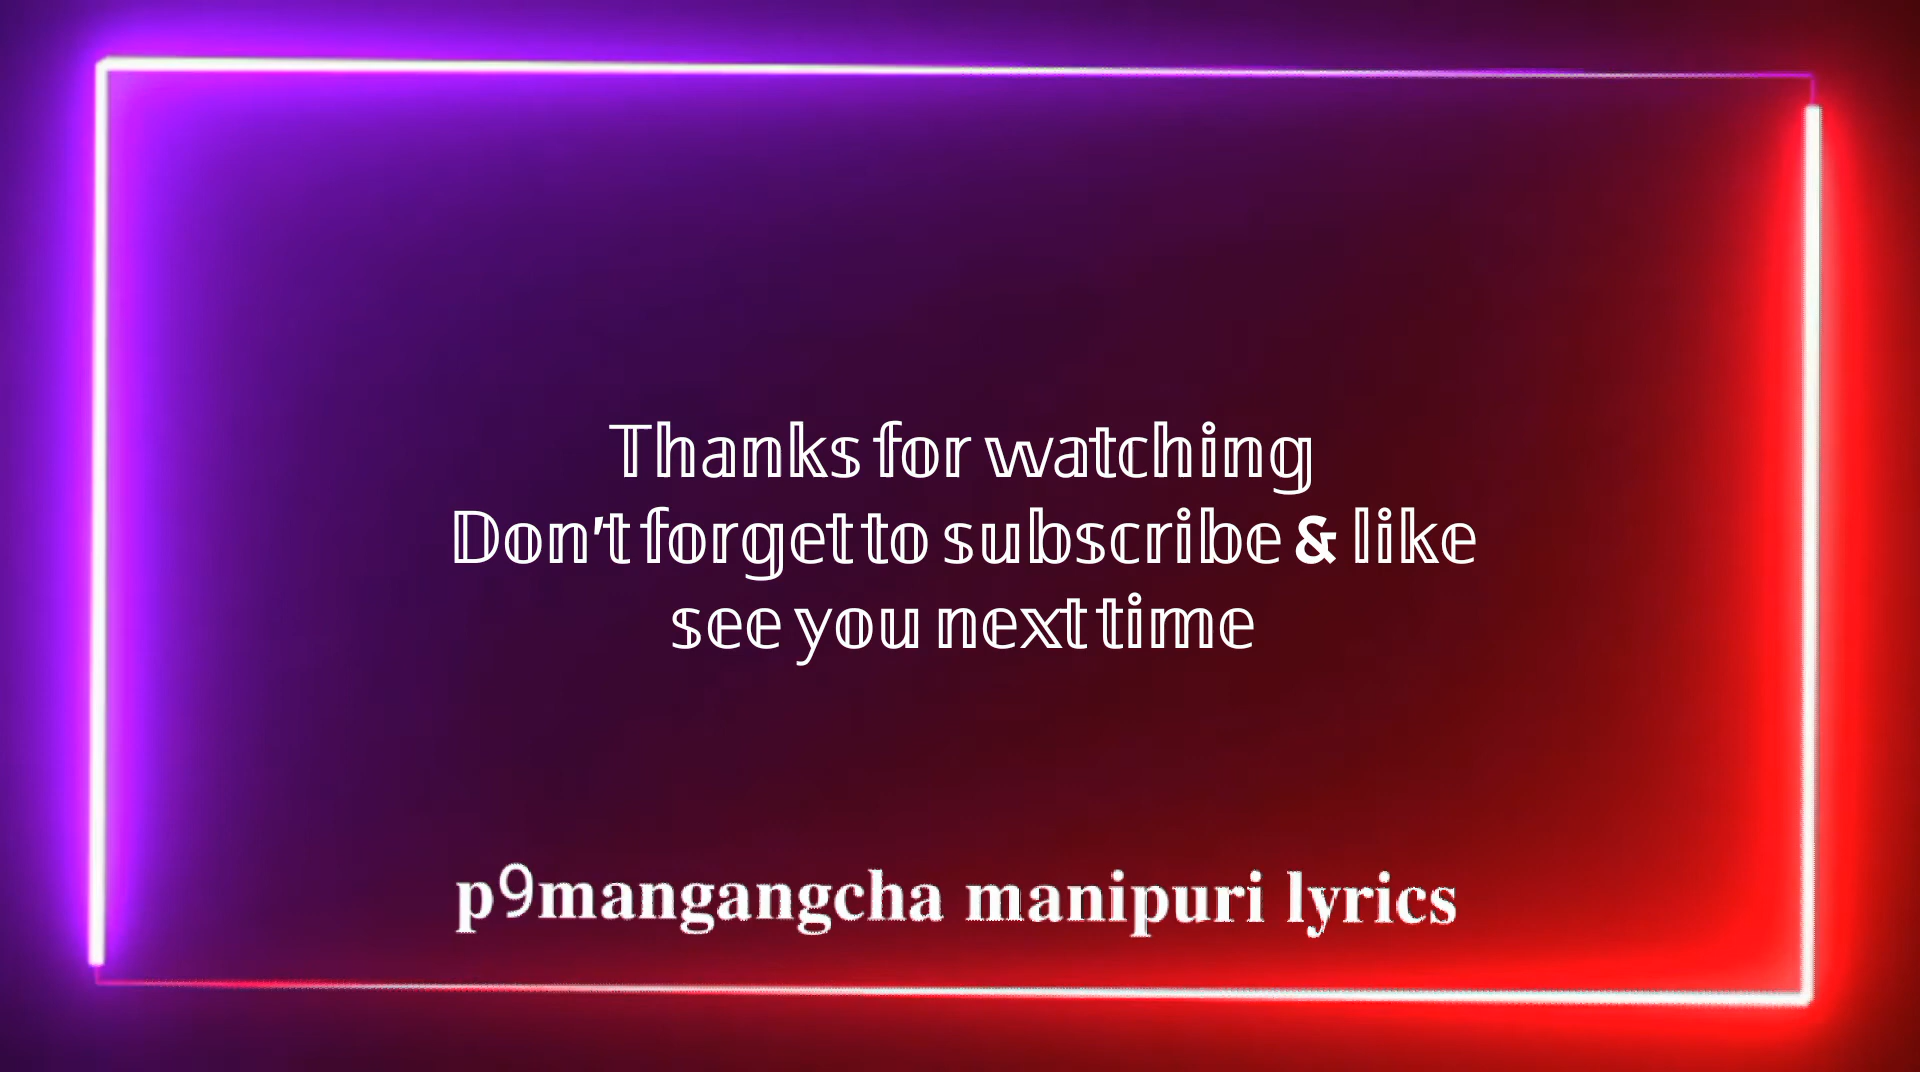 Thanks for watching
Don't forget to subscribe & like
see you next time
p9mangangcha manipuri lyrics